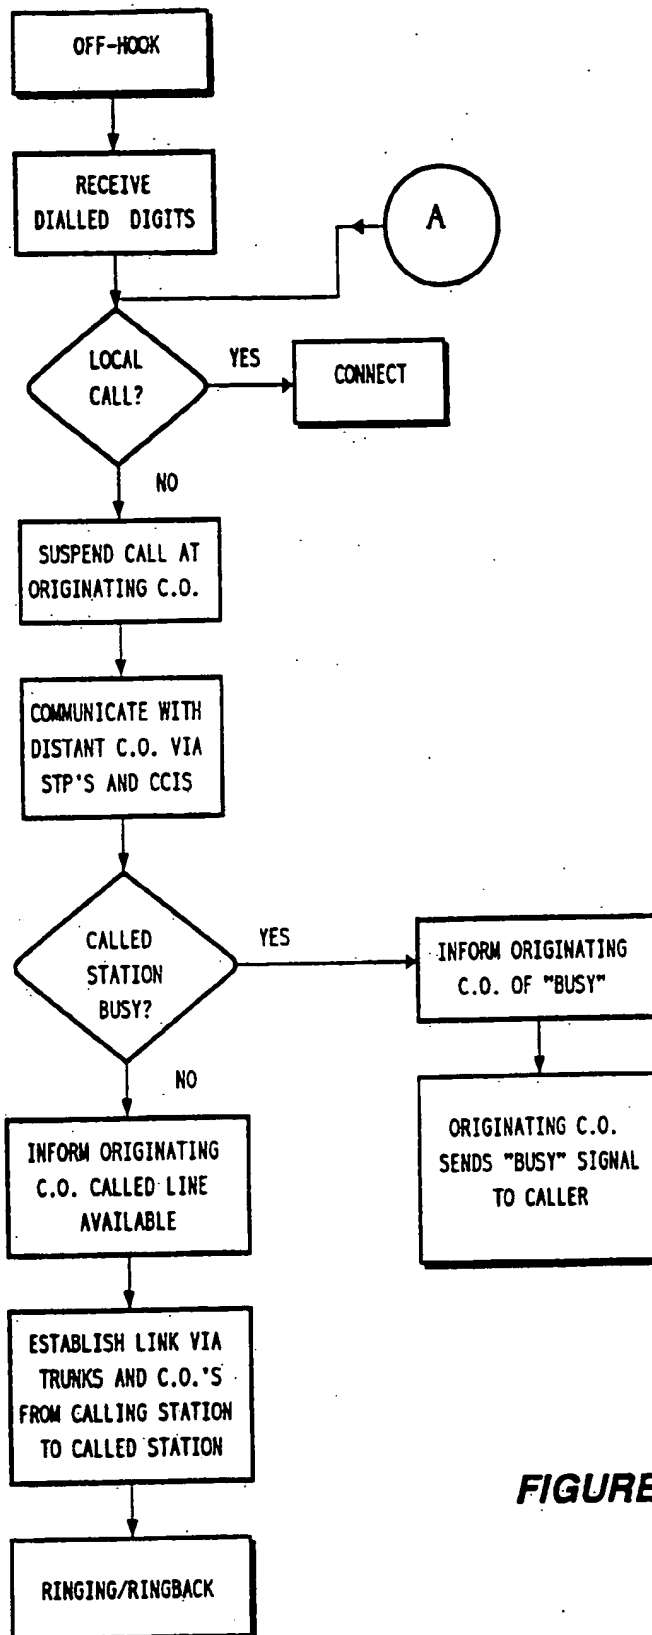 OFF-HOOK
RECEIVE
DIALLED DIGITS
A
LOCAL
CALL?
YES
CONNECT
NO
SUSPEND CALL AT
ORIGINATING C.O.
COMMUNICATE WITH
DISTANT C.O. VIA
STP'S AND CCIS
CALLED
STATION
BUSY?
YES
INFORM ORIGINATING
C.O. OF "BUSY"
NO
ORIGINATING C.O.
SENDS "BUSY" SIGNAL
TO CALLER
INFORM ORIGINATING
C.O. CALLED LINE
AVAILABLE
ESTABLISH LINK VIA
TRUNKS AND C.O.'S
FROM CALLING STATION
TO CALLED STATION
FIGURE
RINGING/RINGBACK